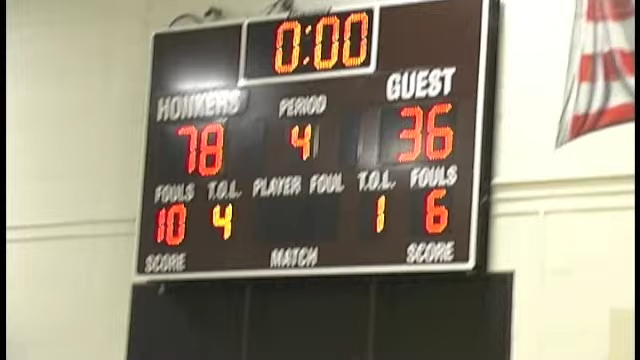 0:00
HONKERS PERIOD GUEST
78 4 36
FOULS T.O.L. PLAYER FOUL T.O.L. FOULS
10 4 1 6
SCORE MATCH SCORE